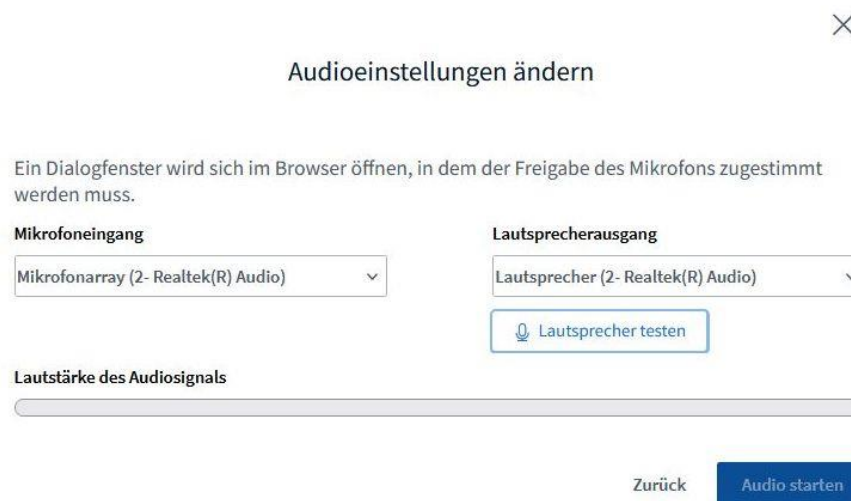 Audioeinstellungen ändern
Ein Dialogfenster wird sich im Browser öffnen, in dem der Freigabe des Mikrofons zugestimmt
werden muss.
Mikrofoneingang
Lautsprecherausgang
Mikrofonarray (2- Realtek(R) Audio)
Lautsprecher (2- Realtek(R) Audio)
Lautsprecher testen
Lautstärke des Audiosignals
Zurück
Audio starten